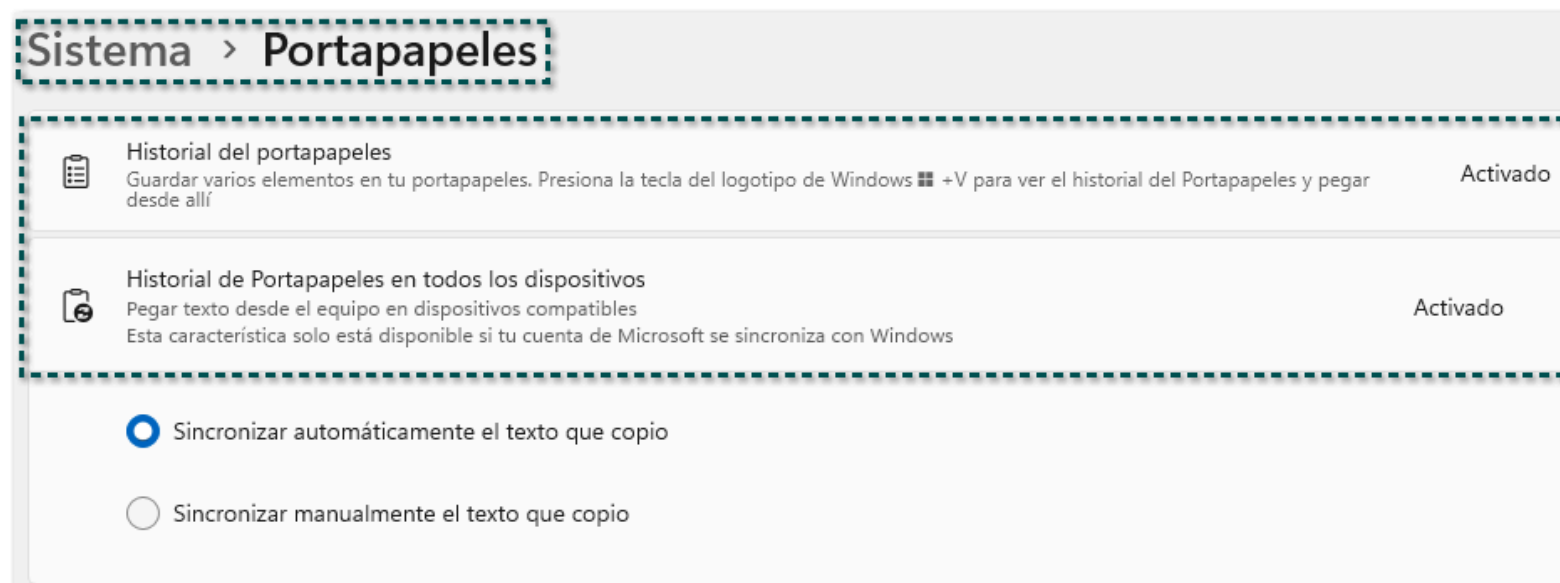 Sistema > Portapapeles
Historial del portapapeles
Guardar varios elementos en tu portapapeles. Presiona la tecla del logotipo de Windows +V para ver el historial del Portapapeles y pegar
desde allí
Activado
Historial de Portapapeles en todos los dispositivos
Pegar texto desde el equipo en dispositivos compatibles
Esta característica solo está disponible si tu cuenta de Microsoft se sincroniza con Windows
Activado
Sincronizar automáticamente el texto que copio
Sincronizar manualmente el texto que copio